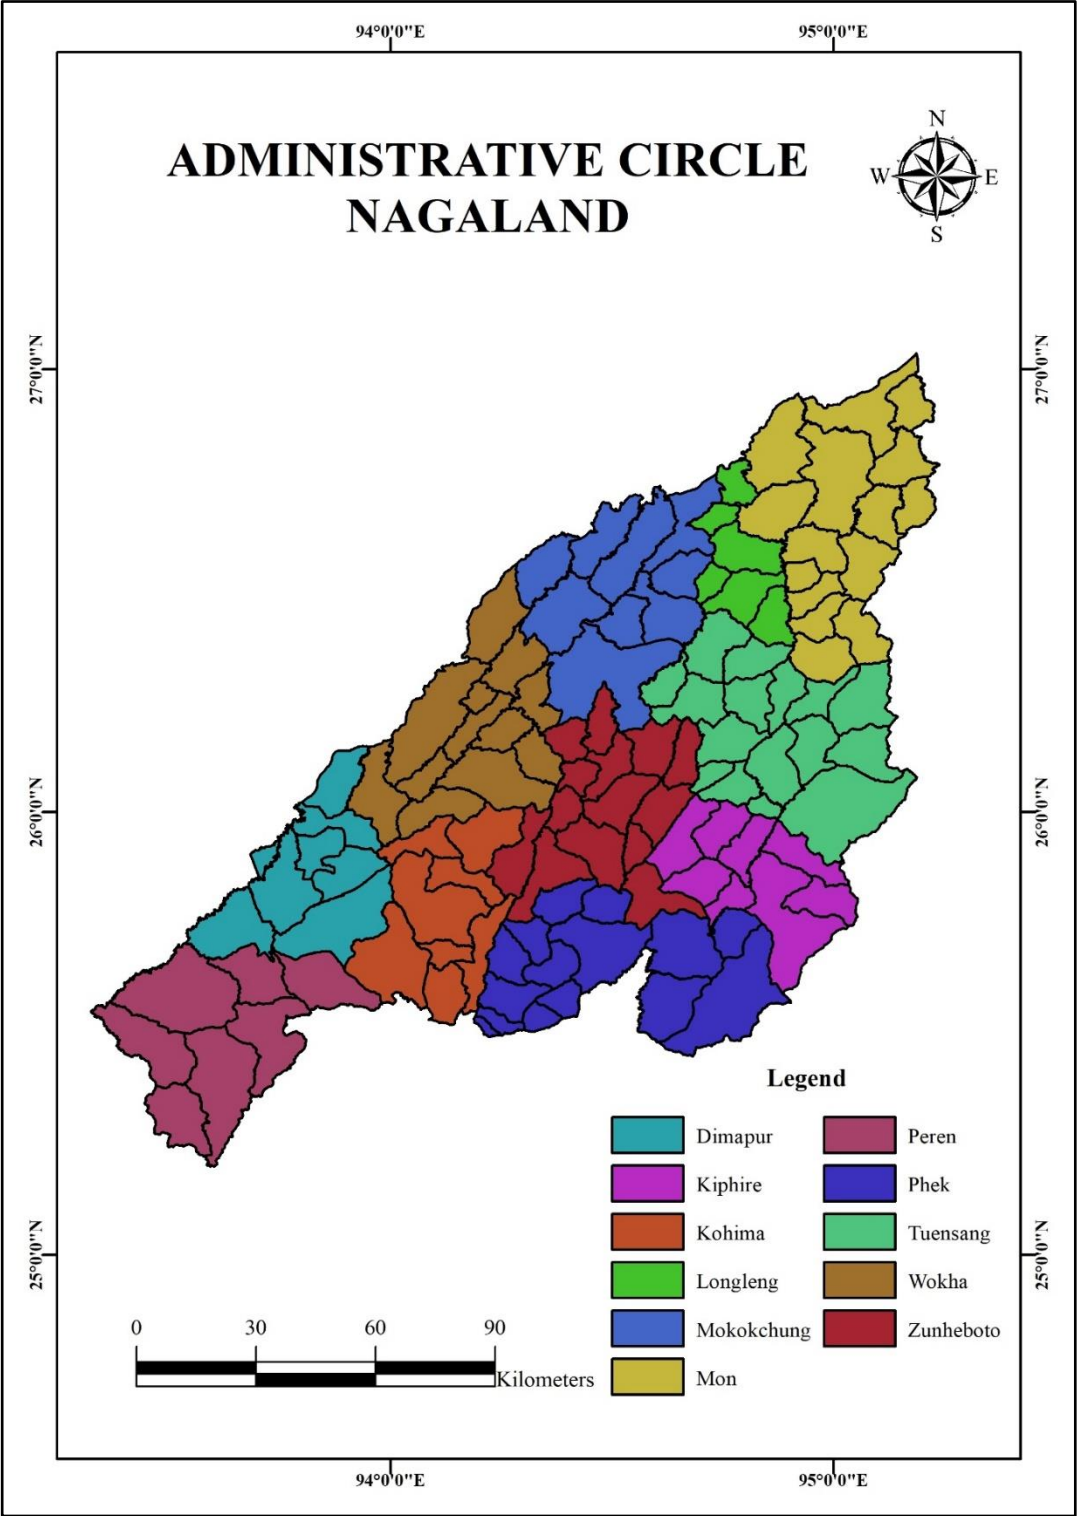 94°0'0"E 95°0'0"E
ADMINISTRATIVE CIRCLE
NAGALAND
N
W E
S
27°0'0"N 27°0'0"N
26°0'0"N 26°0'0"N
25°0'0"N 25°0'0"N
Legend
Dimapur Peren
Kiphire Phek
Kohima Tuensang
Longleng Wokha
Mokokchung Zunheboto
Mon
0 30 60 90
Kilometers
94°0'0"E 95°0'0"E